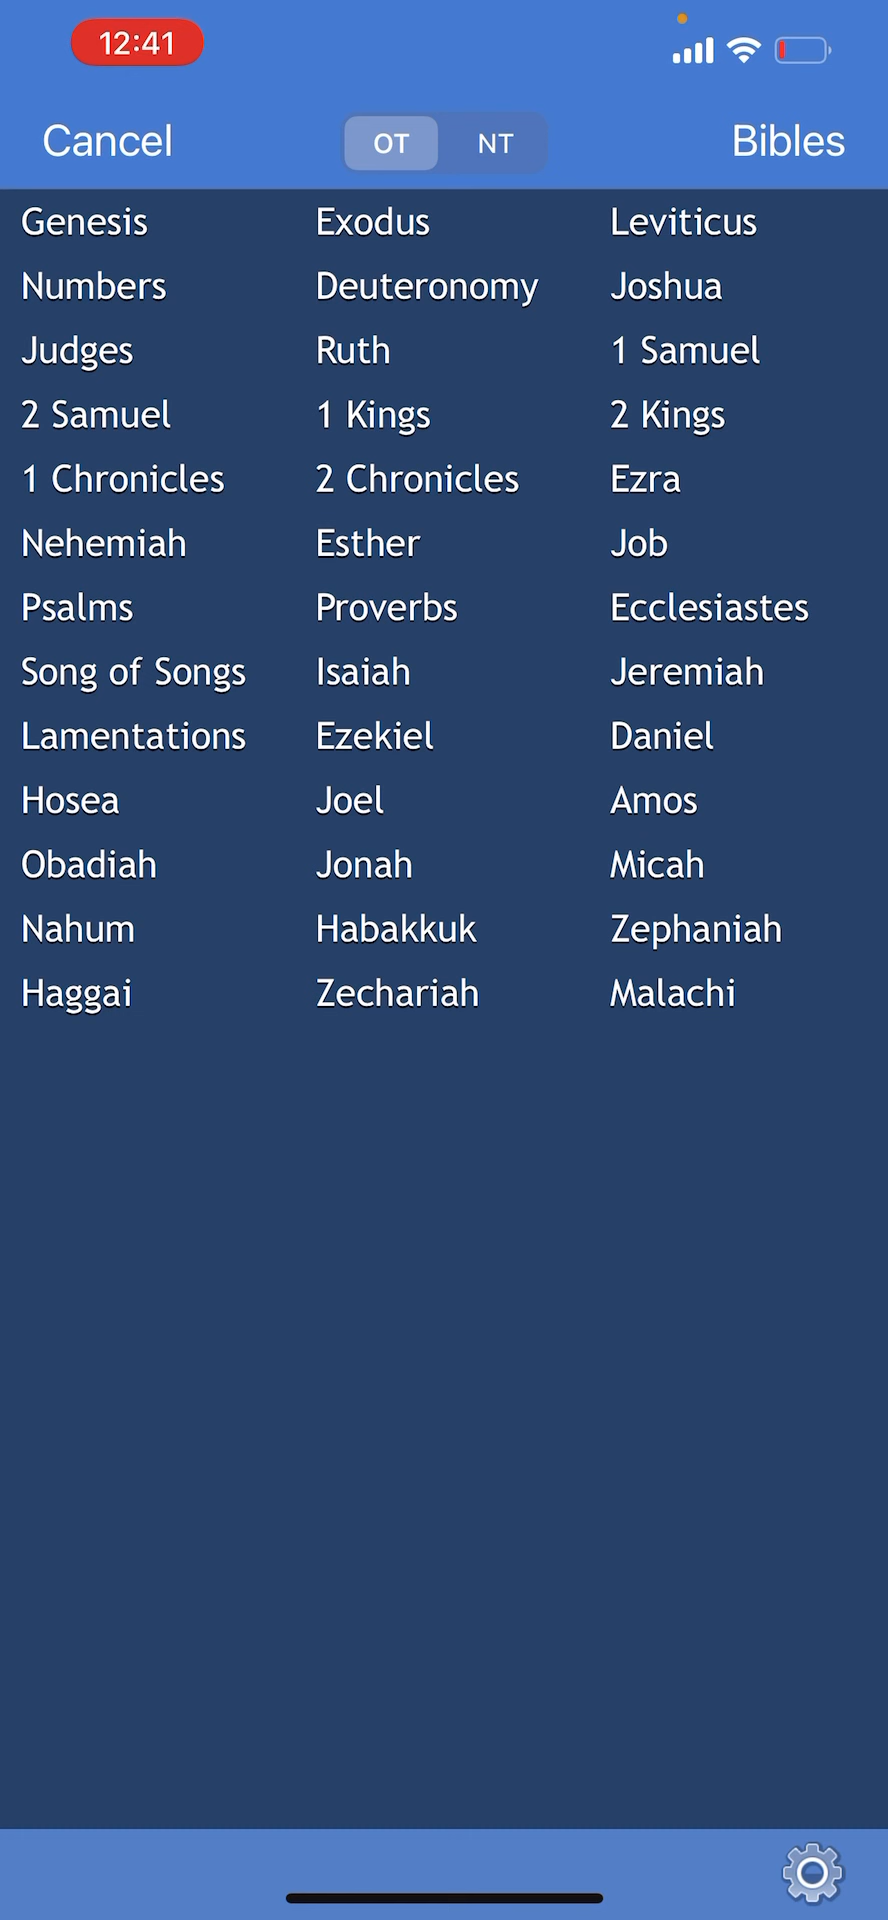 12:41
Cancel OT NT Bibles
Genesis Exodus Leviticus
Numbers Deuteronomy Joshua
Judges Ruth 1 Samuel
2 Samuel 1 Kings 2 Kings
1 Chronicles 2 Chronicles Ezra
Nehemiah Esther Job
Psalms Proverbs Ecclesiastes
Song of Songs Isaiah Jeremiah
Lamentations Ezekiel Daniel
Hosea Joel Amos
Obadiah Jonah Micah
Nahum Habakkuk Zephaniah
Haggai Zechariah Malachi